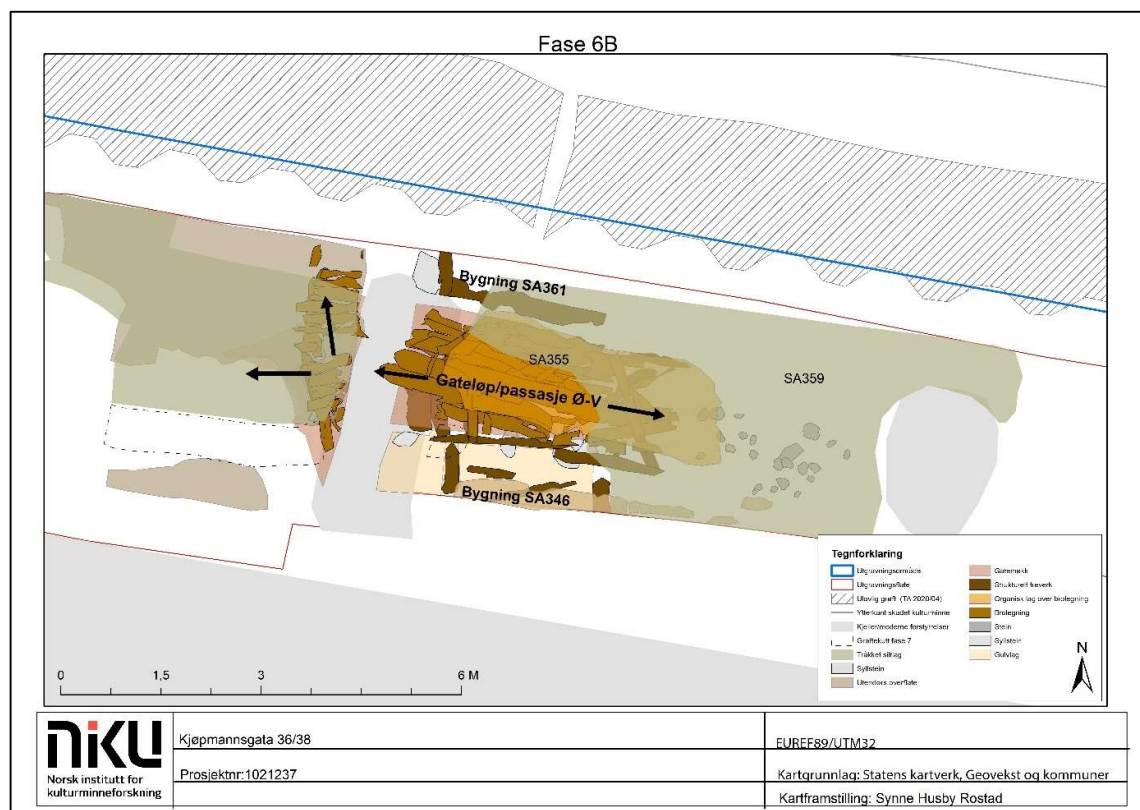 Fase 6B
Bygning SA361
SA355
SA359
Gateløp/passasje Ø-V
Bygning SA346
Tegnforklaring
Utgravningsområde
Utgravningsflate
Ulovlig grøft (TA 2020/04)
Ytterkant skadet kulturminne
Kjeller/moderne forstyrrelser
Grøftekutt fase 7
Tråkket siltlag
Syllstein
Utendørs overflate
Gatemøkk
Strukturelt treverk
Organisk lag over brolegning
Brolegning
Stein
Syllstein
Gulvlag
N
0 1,5 3 6 M
NIKU
Norsk institutt for
kulturminneforskning
Kjøpmannsgata 36/38
Prosjektnr:1021237
EUREF89/UTM32
Kartgrunnlag: Statens kartverk, Geovekst og kommuner
Kartframstilling: Synne Husby Rostad